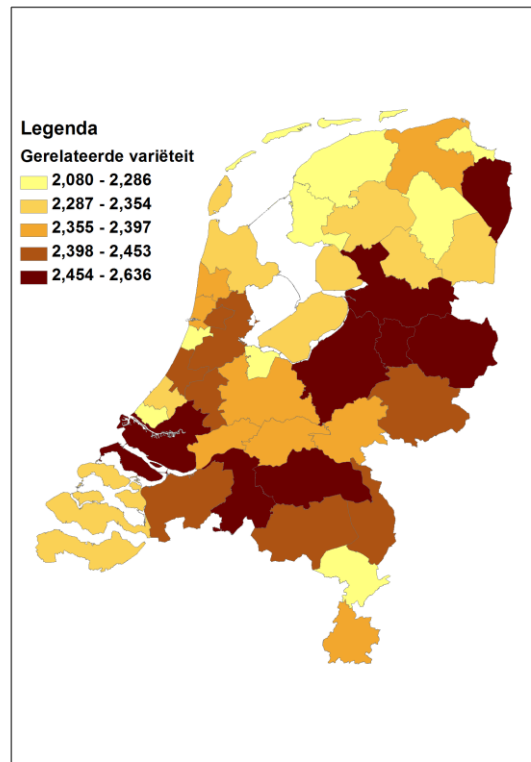 Legenda
Gerelateerde variëteit
2,080 - 2,286
2,287 - 2,354
2,355 - 2,397
2,398 - 2,453
2,454 - 2,636